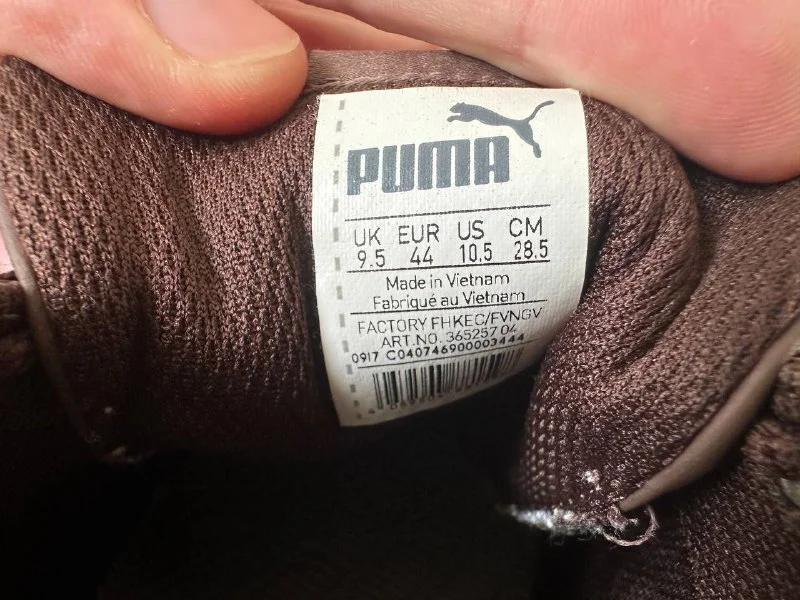 PUMA
UK EUR US CM
9.5 44 10.5 28.5
Made in Vietnam
Fabriqué au Vietnam
FACTORY FHKEC/FVNGV
ART.NO. 365257 04
0917 C040746900003444